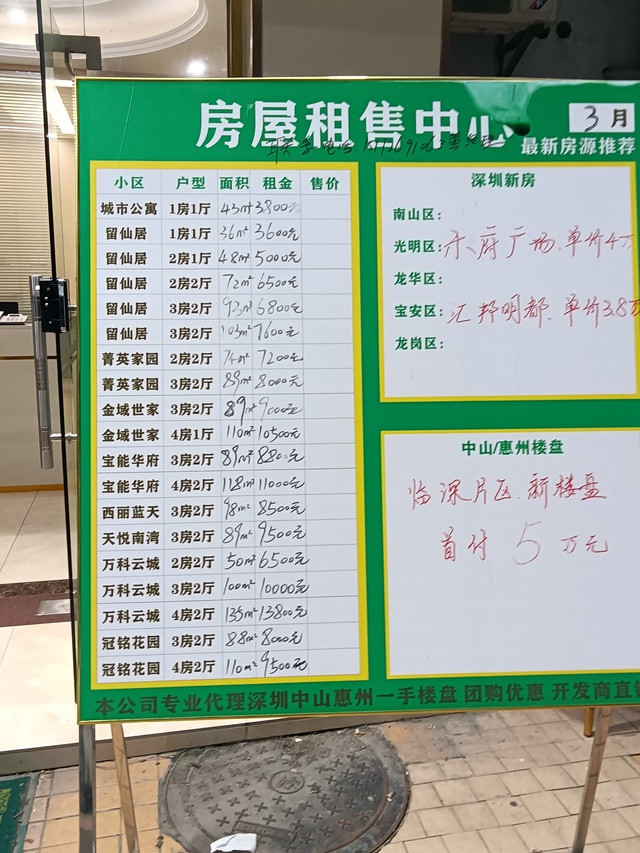 房屋租售中心
3月
最新房源推荐
小区 户型 面积 租金 售价
城市公寓 1房1厅 43m² 3800元
留仙居 1房1厅 36m² 3600元
留仙居 2房1厅 48m² 5000元
留仙居 2房2厅 72m² 6500元
留仙居 3房2厅 93m² 6800元
留仙居 3房2厅 103m² 7600元
菁英家园 2房2厅 74m² 7200元
菁英家园 3房2厅 89m² 8000元
金域世家 3房2厅 89m² 9000元
金域世家 4房1厅 110m² 10500元
宝能华府 3房2厅 89m² 8800元
宝能华府 4房2厅 118m² 11000元
西丽蓝天 3房2厅 98m² 8500元
天悦南湾 3房2厅 89m² 9500元
万科云城 2房2厅 50m² 6500元
万科云城 3房2厅 100m² 10000元
万科云城 4房2厅 135m² 13800元
冠铭花园 3房2厅 88m² 8000元
冠铭花园 4房2厅 110m² 9500元
深圳新房
南山区:
光明区: 府广场.单价4万
龙华区:
宝安区: 汇邦明都.单价3.8万
龙岗区:
中山/惠州楼盘
临深片区.新楼盘
首付5万元
本公司专业代理深圳中山惠州一手楼盘 团购优惠 开发商直